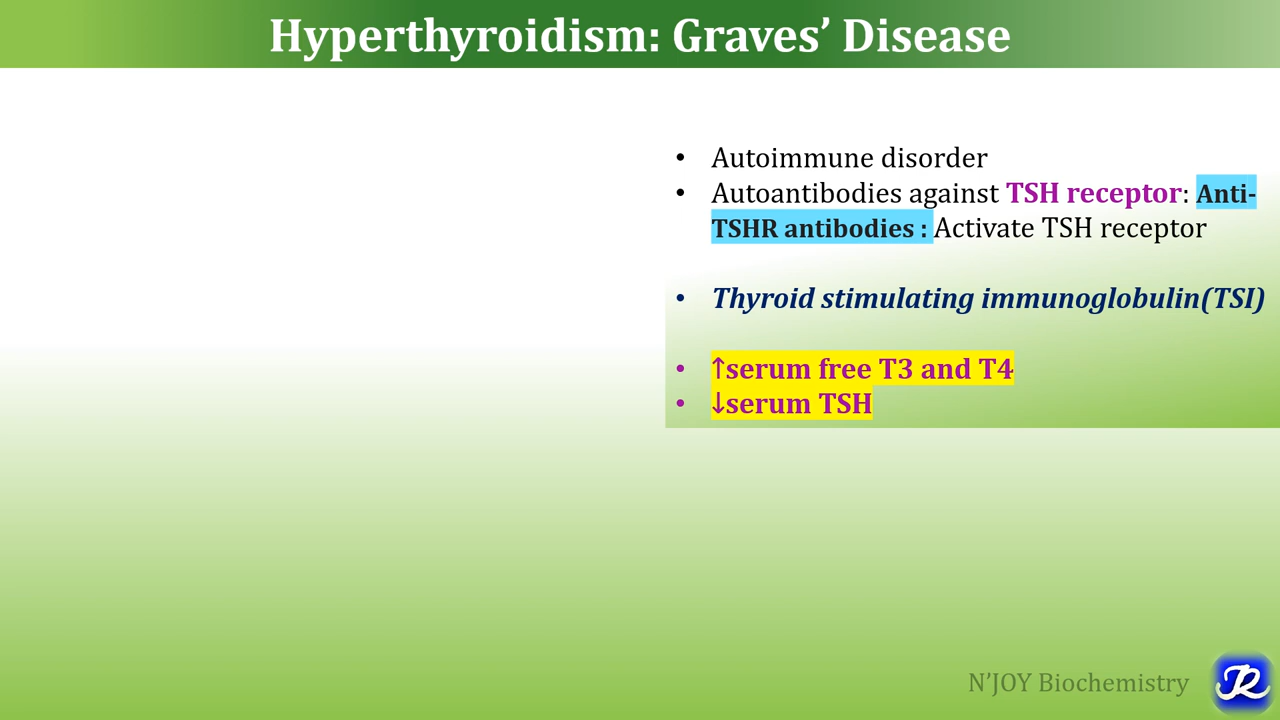 Hyperthyroidism: Graves’ Disease
• Autoimmune disorder
• Autoantibodies against TSH receptor: Anti-
TSHR antibodies : Activate TSH receptor
• Thyroid stimulating immunoglobulin(TSI)
• ↑serum free T3 and T4
• ↓serum TSH
N’JOY Biochemistry
JR